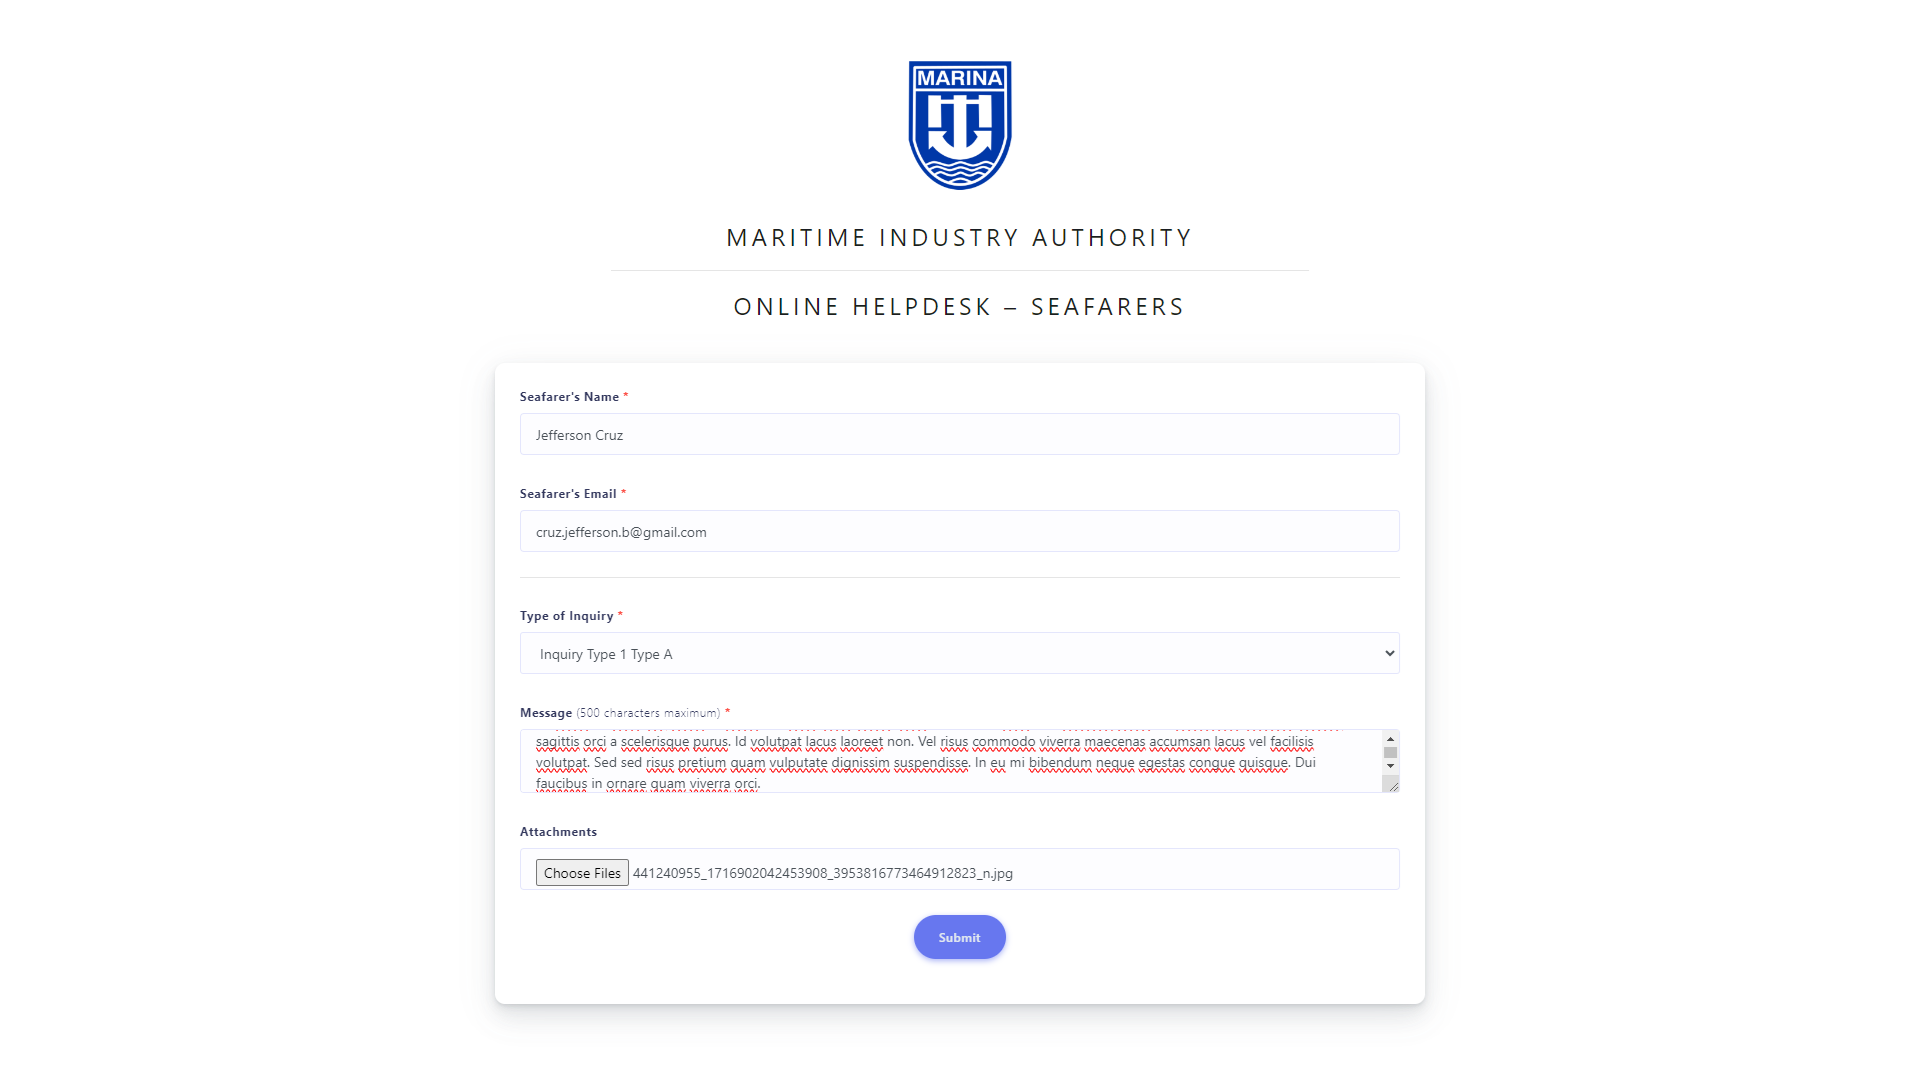 MARINA
MARITIME INDUSTRY AUTHORITY
ONLINE HELPDESK – SEAFARERS
Seafarer's Name *
Jefferson Cruz
Seafarer's Email *
cruz.jefferson.b@gmail.com
Type of Inquiry *
Inquiry Type 1 Type A
Message (500 characters maximum) *
sagittis orci a scelerisque purus. Id volutpat lacus laoreet non. Vel risus commodo viverra maecenas accumsan lacus vel facilisis
volutpat. Sed sed risus pretium quam vulputate dignissim suspendisse. In eu mi bibendum neque egestas congue quisque. Dui
faucibus in ornare quam viverra orci.
Attachments
Choose Files 441240955_1716902042453908_3953816773464912823_n.jpg
Submit